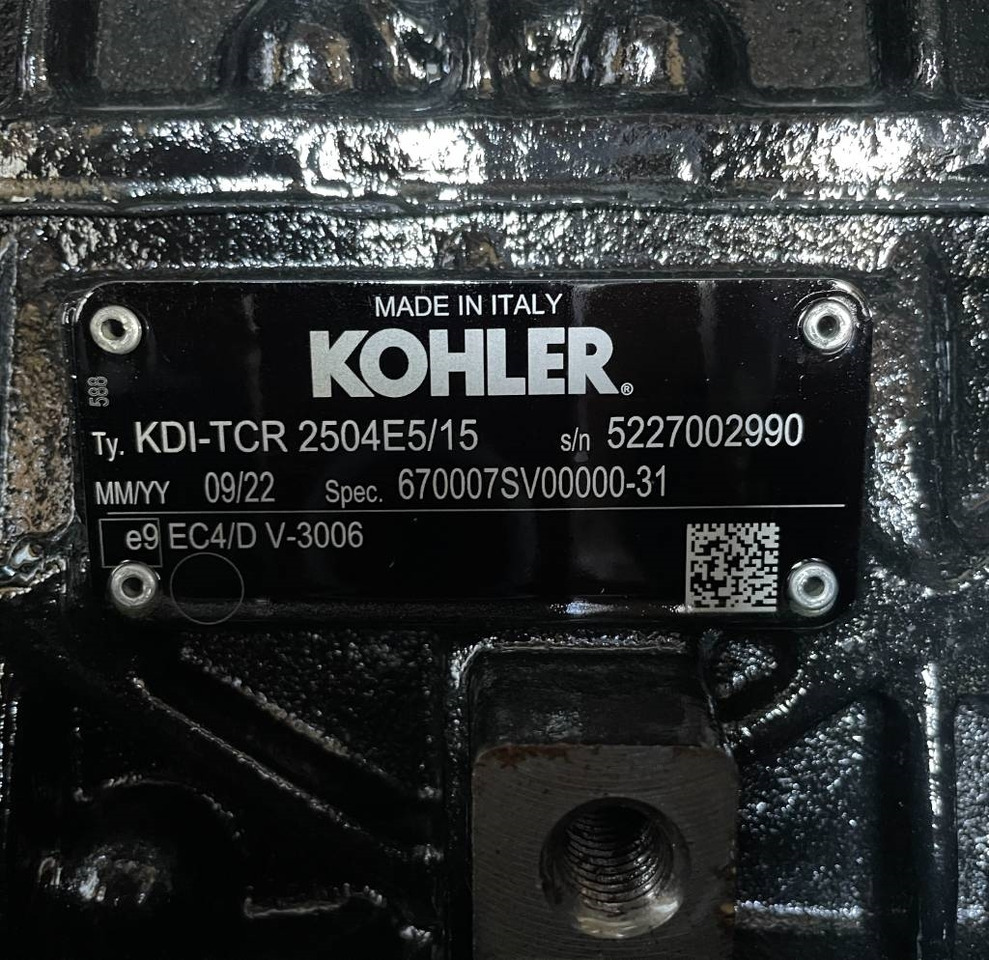 MADE IN ITALY
KOHLER®
588
Ty. KDI-TCR 2504E5/15 s/n 5227002990
MM/YY 09/22 Spec. 670007SV00000-31
e9 EC4/D V-3006